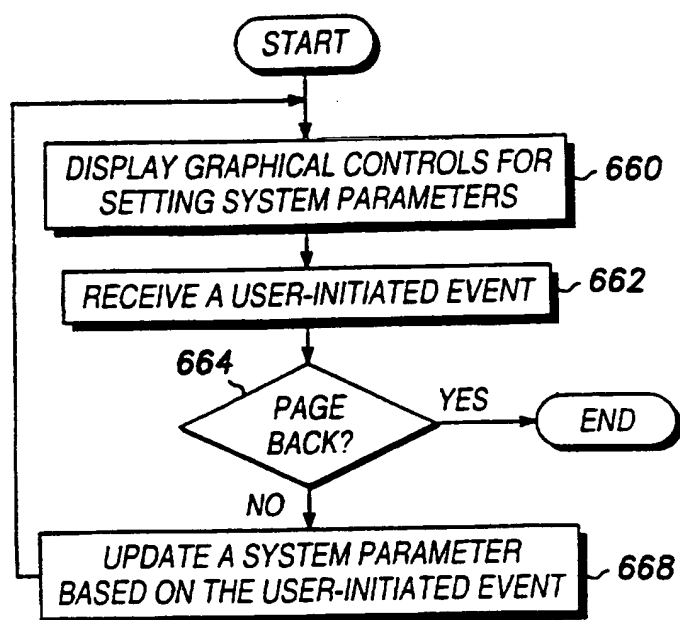 START
DISPLAY GRAPHICAL CONTROLS FOR
SETTING SYSTEM PARAMETERS
660
RECEIVE A USER-INITIATED EVENT
662
664
PAGE
BACK?
YES
END
NO
UPDATE A SYSTEM PARAMETER
BASED ON THE USER-INITIATED EVENT
668